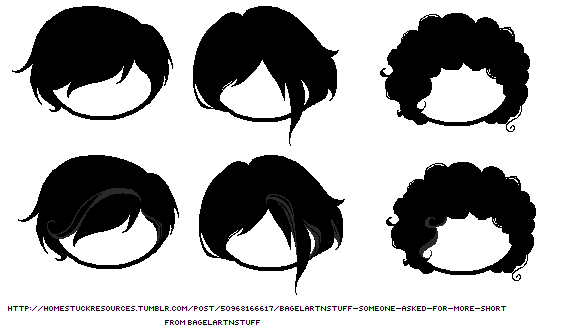 HTTP://HOMESTUCKRESOURCES.TUMBLR.COM/POST/50968166617/BAGELARTNSTUFF-SOMEONE-ASKED-FOR-MORE-SHORT
FROM BAGELARTNSTUFF